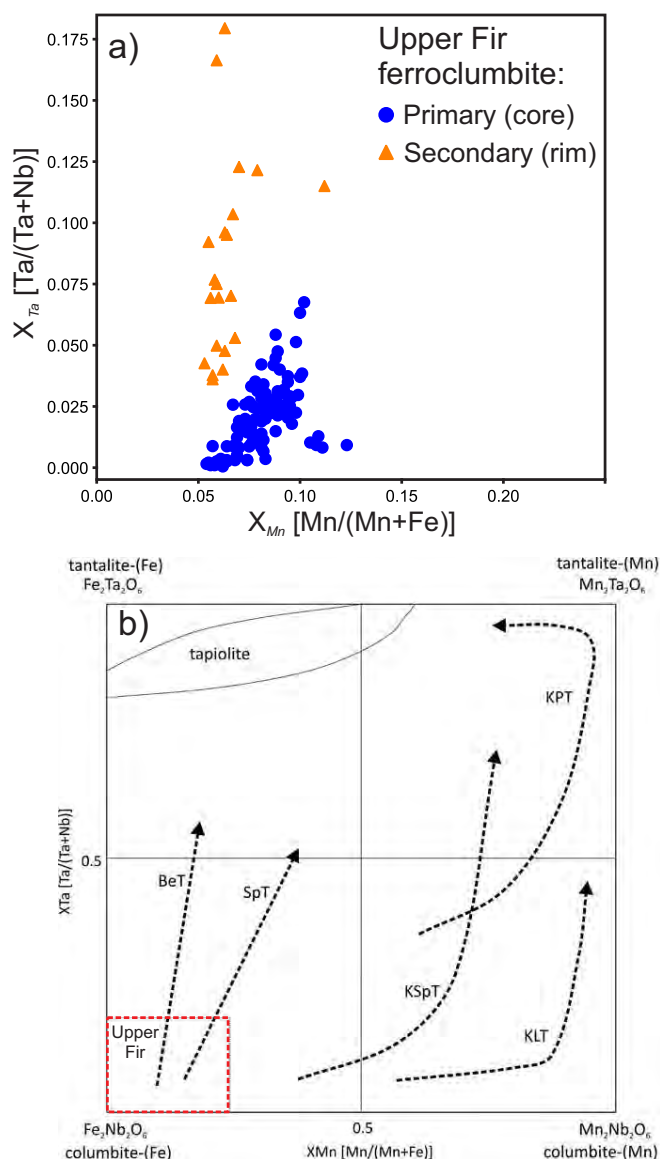 a)
Upper Fir
ferroclumbite:
Primary (core)
Secondary (rim)
0.175
0.150
0.125
0.100
0.075
0.050
0.025
0.000
X_Ta [Ta/(Ta+Nb)]
0.00 0.05 0.10 0.15 0.20
X_Mn [Mn/(Mn+Fe)]
tantalite-(Fe)
Fe₂Ta₂O₆
tantalite-(Mn)
Mn₂Ta₂O₆
b)
tapiolite
KPT
XTa [Ta/(Ta+Nb)]
0.5
BeT
SpT
KSpT
KLT
Upper
Fir
Fe₂Nb₂O₆
columbite-(Fe)
0.5
XMn [Mn/(Mn+Fe)]
Mn₂Nb₂O₆
columbite-(Mn)